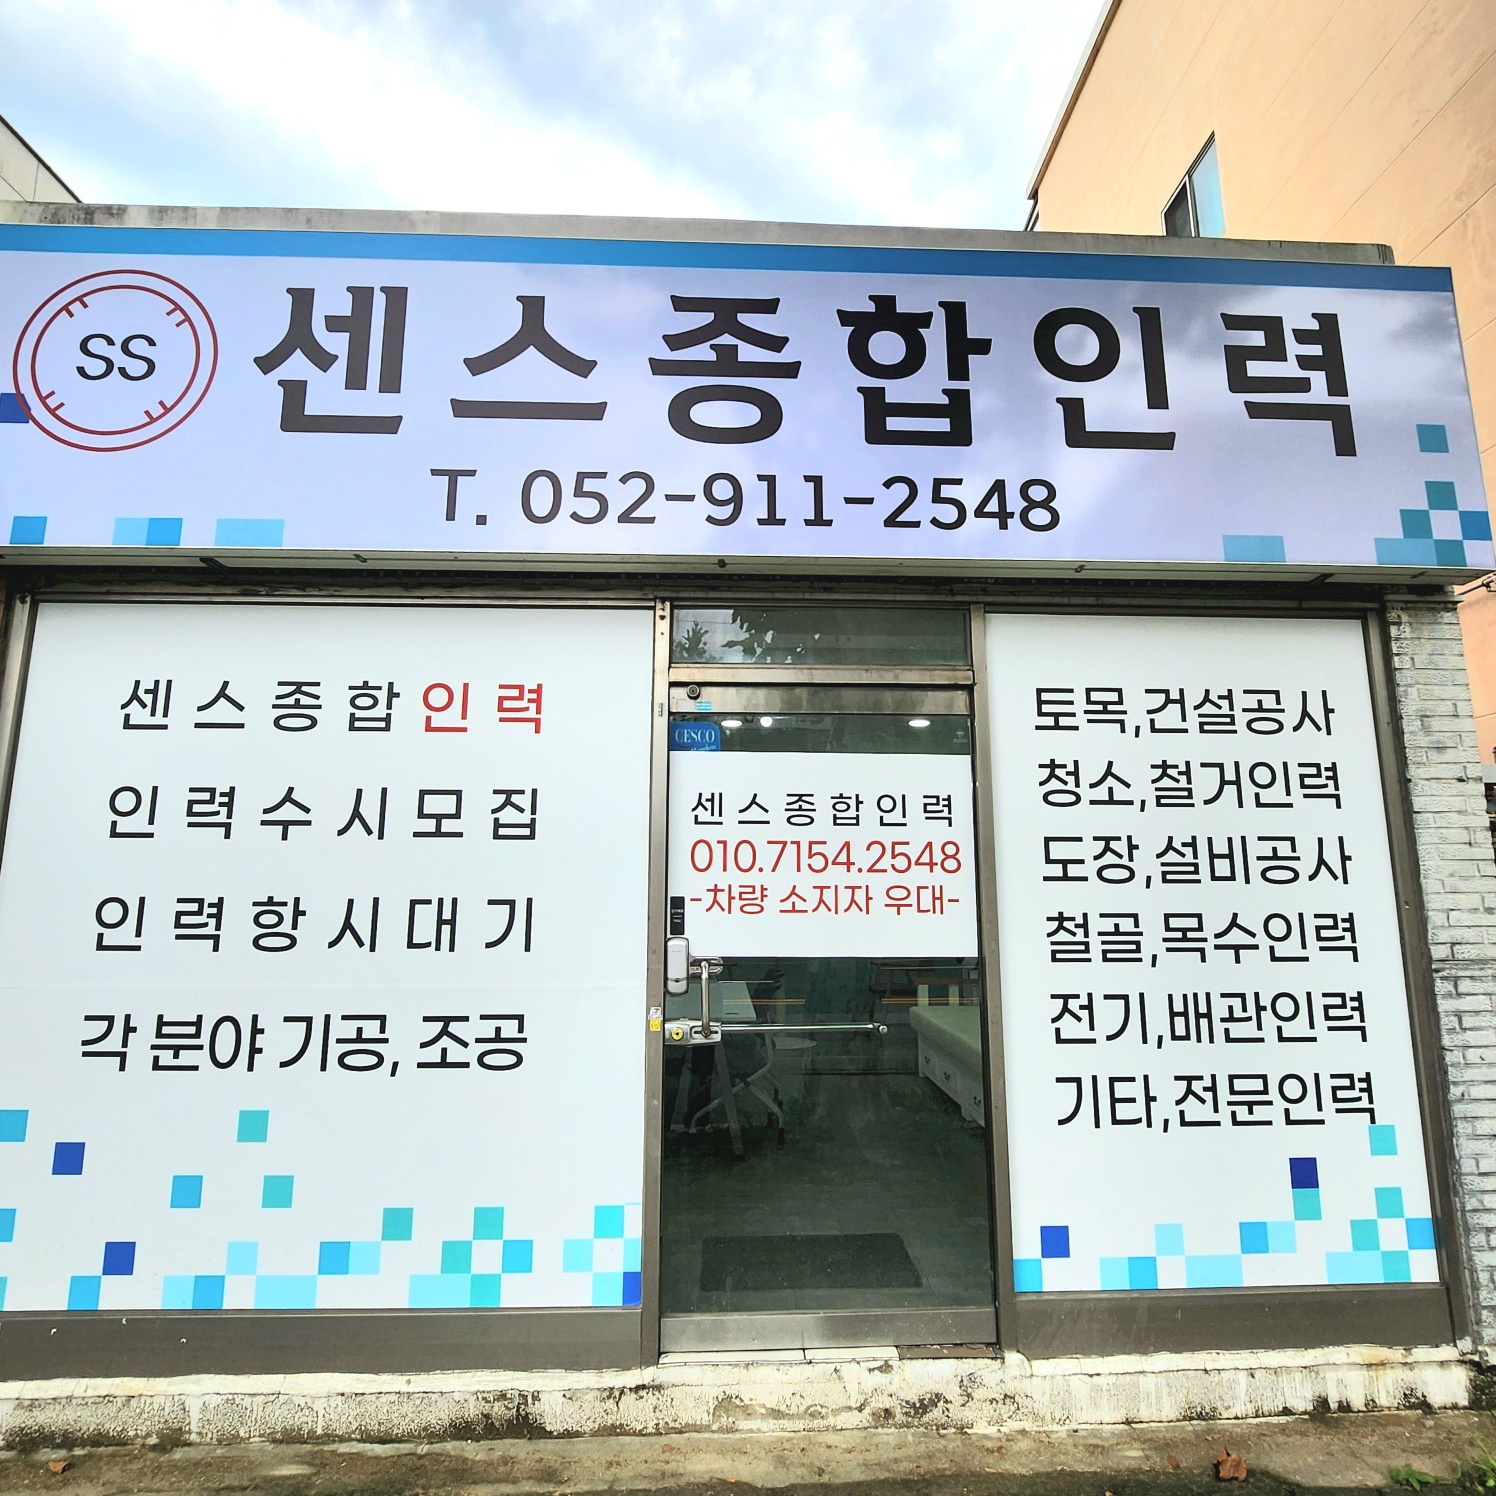 SS
센스종합인력
T. 052-911-2548
센스종합인력
인력수시모집
인력항시대기
각분야 기공, 조공
CESCO
센스종합인력
010.7154.2548
-차량 소지자 우대-
토목,건설공사
청소,철거인력
도장,설비공사
철골,목수인력
전기,배관인력
기타,전문인력